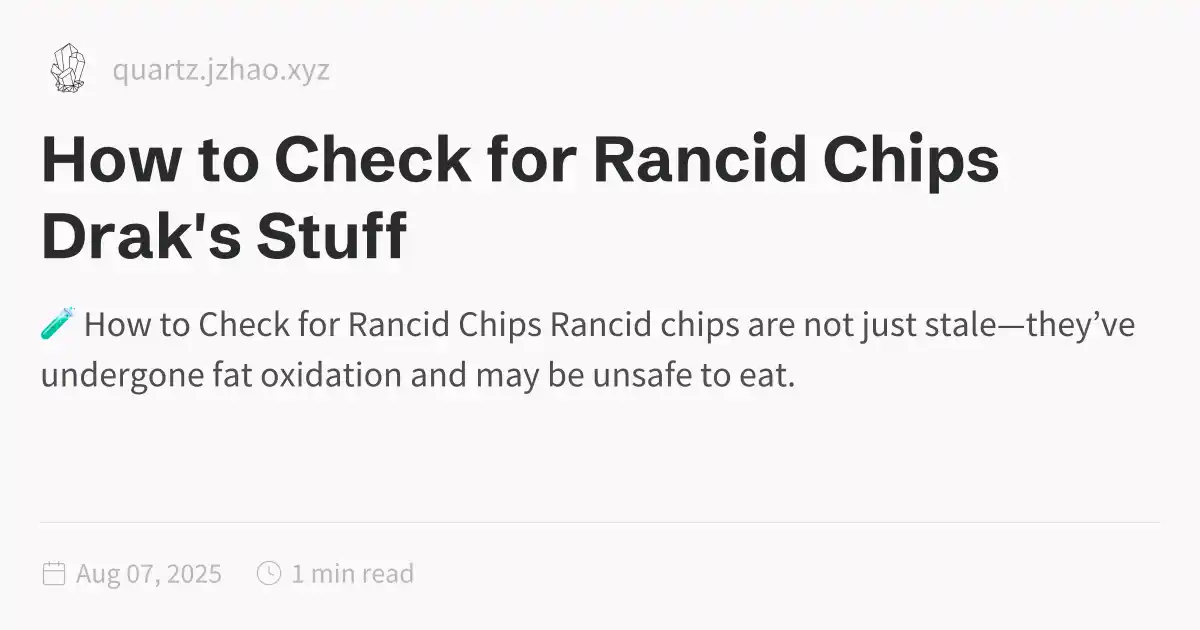 quartz.jzhao.xyz
How to Check for Rancid Chips
Drak's Stuff
🧪 How to Check for Rancid Chips Rancid chips are not just stale—they’ve
undergone fat oxidation and may be unsafe to eat.
Aug 07, 2025 1 min read